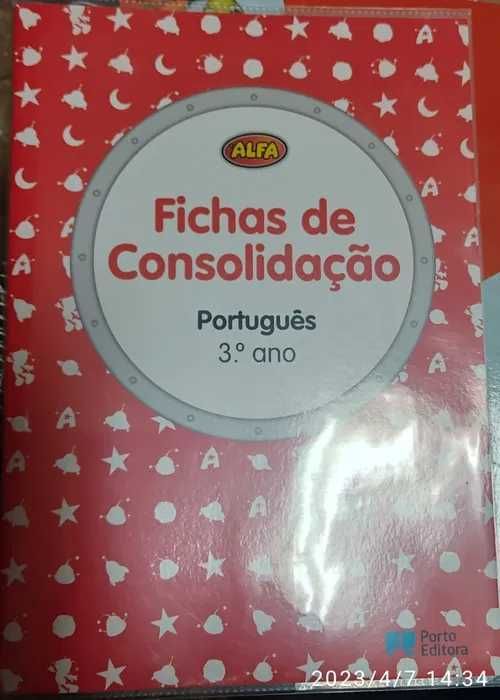 ALFA
Fichas de
Consolidação
Português
3.º ano
Porto
Editora
2023/4/7 14:34